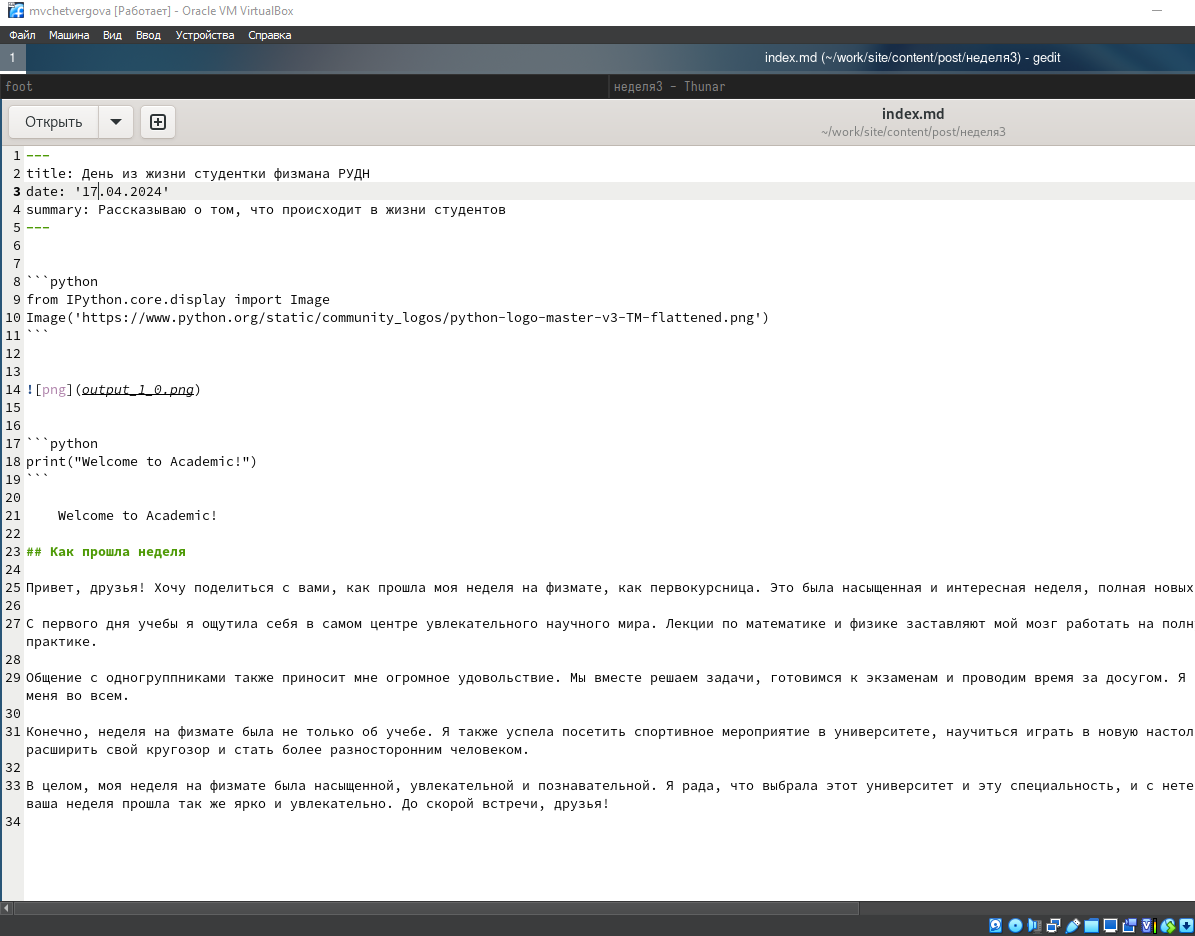 mvchetvergova [Работает] - Oracle VM VirtualBox
Файл Машина Вид Ввод Устройства Справка
1 index.md (~/work/site/content/post/неделя3) - gedit
foot неделя3 - Thunar
Открыть index.md
~/work/site/content/post/неделя3
1 ---
2 title: День из жизни студентки физмана РУДН
3 date: '17.04.2024'
4 summary: Рассказываю о том, что происходит в жизни студентов
5 ---
6
7
8 ```python
9 from IPython.core.display import Image
10 Image('https://www.python.org/static/community_logos/python-logo-master-v3-TM-flattened.png')
11 ```
12
13
14 ![png](output_1_0.png)
15
16
17 ```python
18 print("Welcome to Academic!")
19 ```
20
21     Welcome to Academic!
22
23 ## Как прошла неделя
24
25 Привет, друзья! Хочу поделиться с вами, как прошла моя неделя на физмате, как первокурсница. Это была насыщенная и интересная неделя, полная новых
26
27 С первого дня учебы я ощутила себя в самом центре увлекательного научного мира. Лекции по математике и физике заставляют мой мозг работать на полн
практике.
28
29 Общение с одногруппниками также приносит мне огромное удовольствие. Мы вместе решаем задачи, готовимся к экзаменам и проводим время за досугом. Я
меня во всем.
30
31 Конечно, неделя на физмате была не только об учебе. Я также успела посетить спортивное мероприятие в университете, научиться играть в новую настол
расширить свой кругозор и стать более разносторонним человеком.
32
33 В целом, моя неделя на физмате была насыщенной, увлекательной и познавательной. Я рада, что выбрала этот университет и эту специальность, и с нете
ваша неделя прошла так же ярко и увлекательно. До скорой встречи, друзья!
34